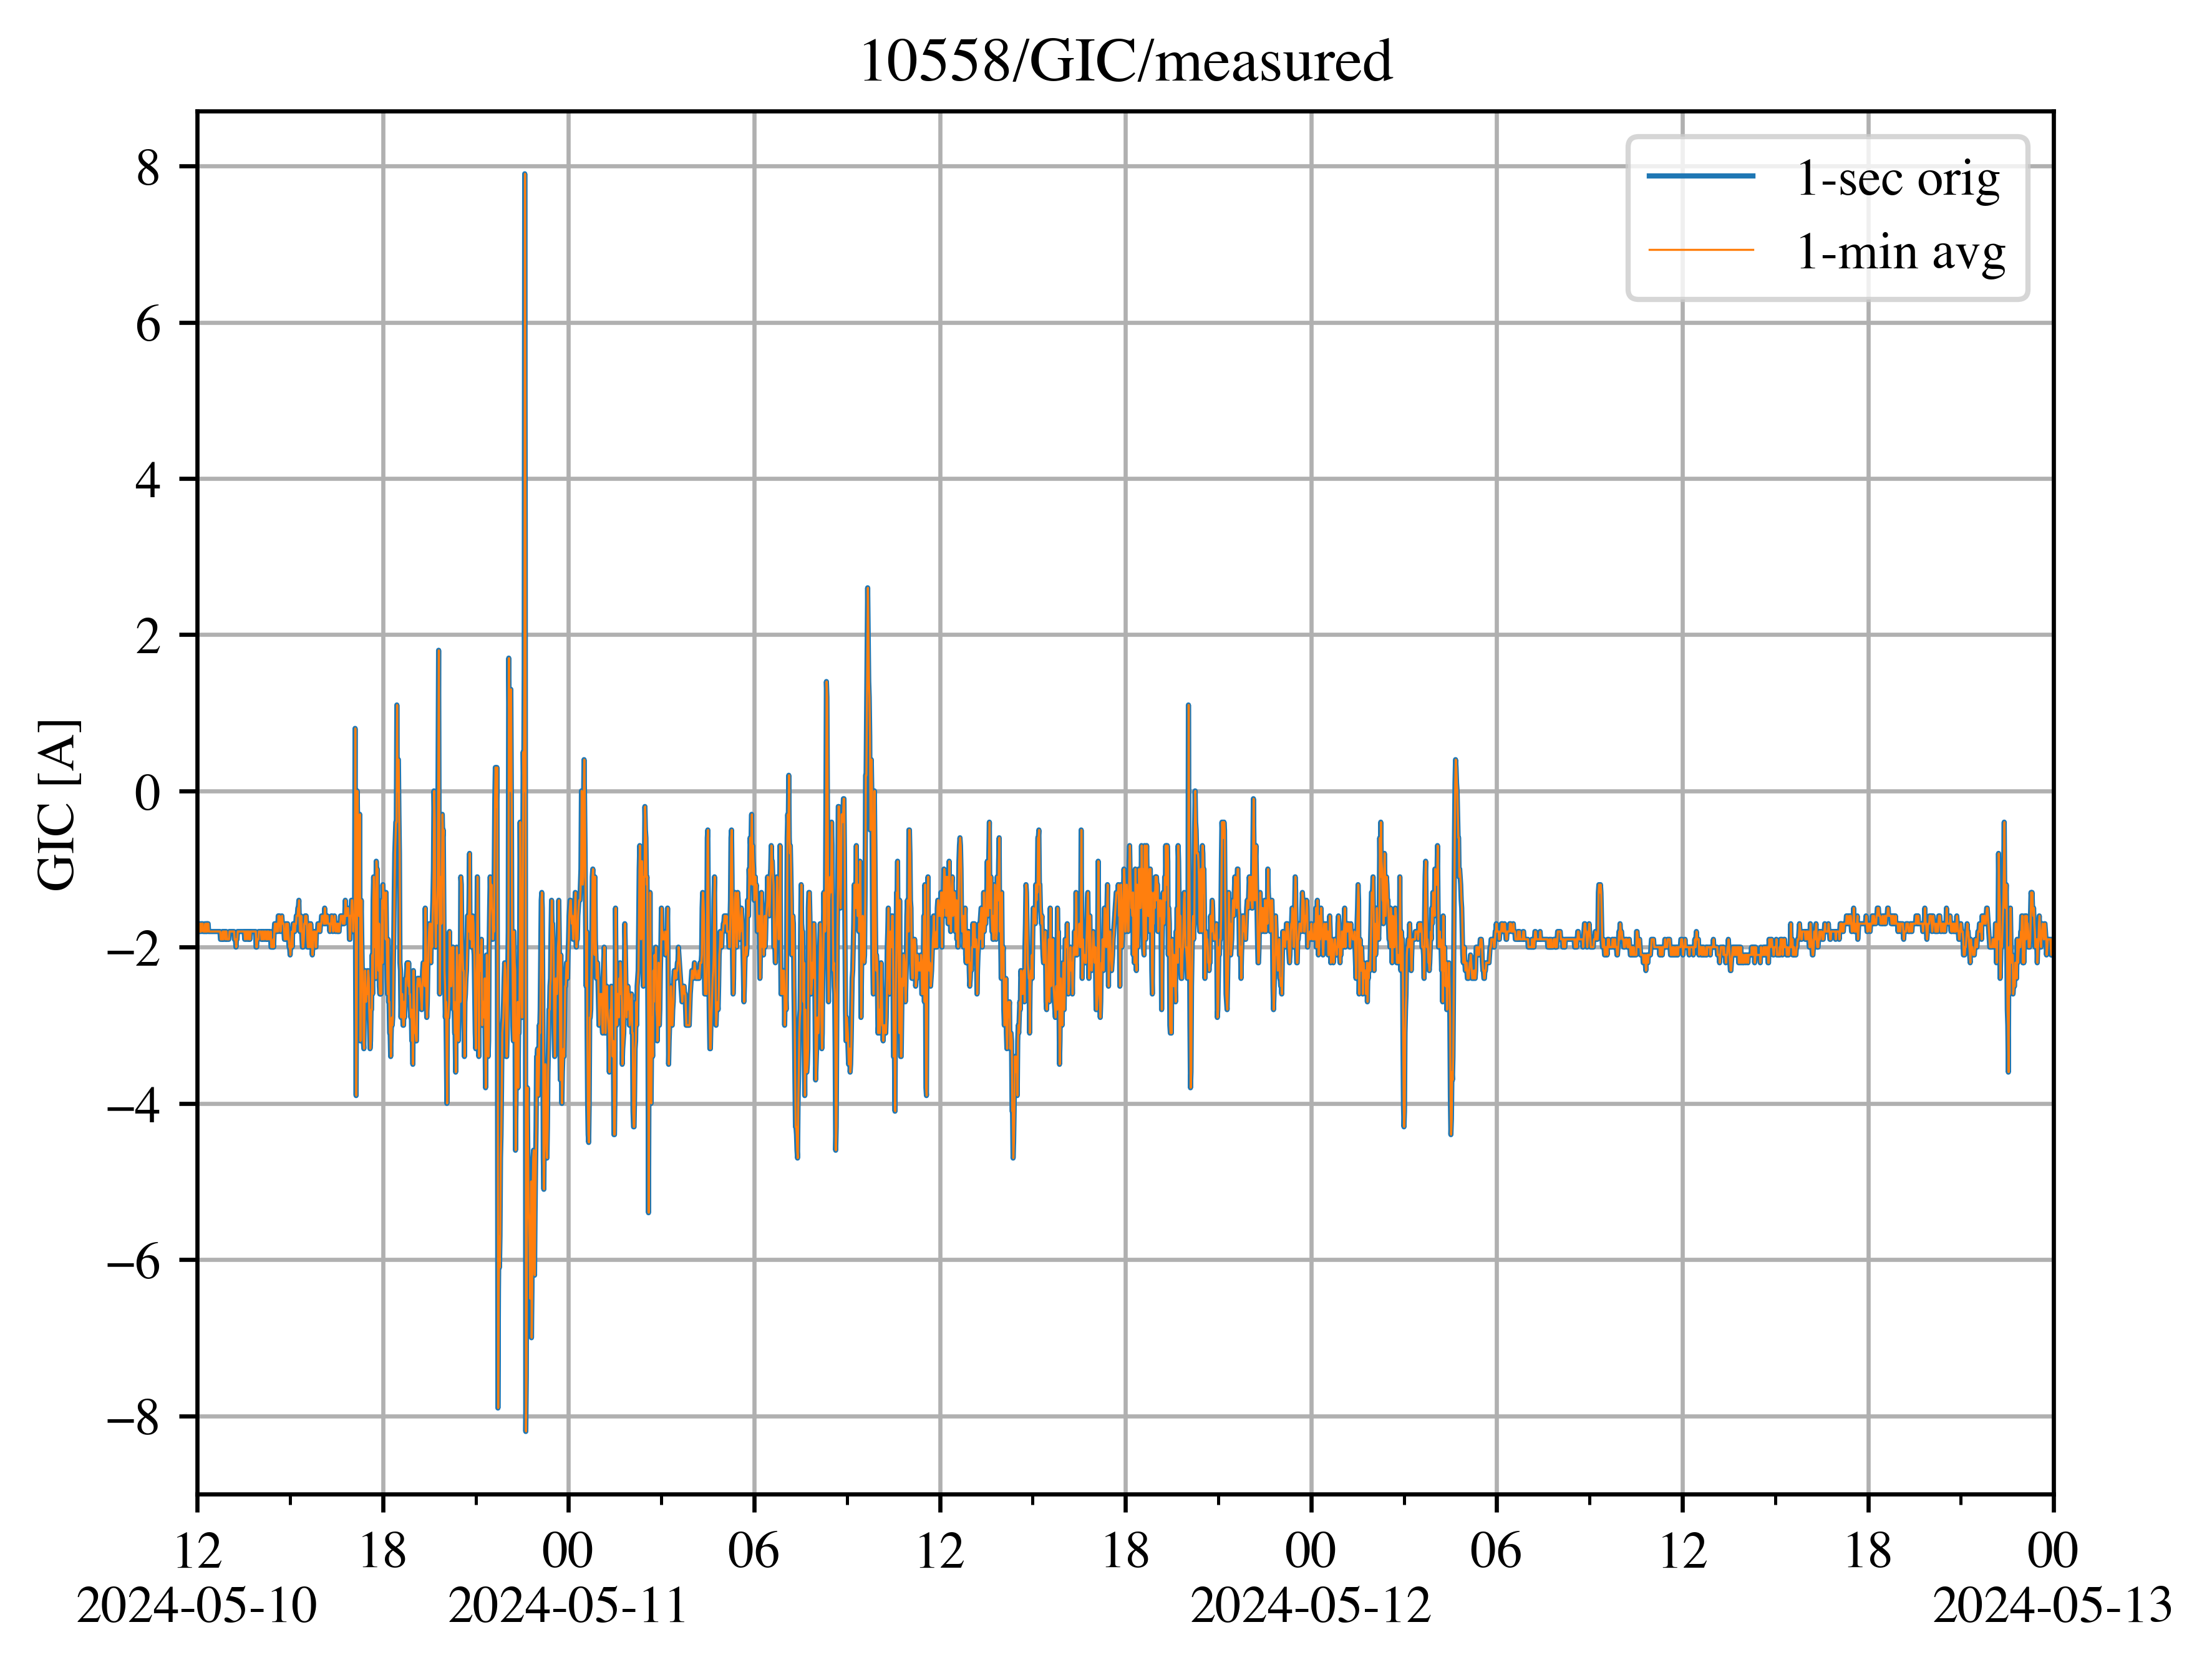 10558/GIC/measured
1-sec orig
1-min avg
GIC [A]
8
6
4
2
0
−2
−4
−6
−8
12 18 00 06 12 18 00 06 12 18 00
2024-05-10 2024-05-11 2024-05-12 2024-05-13